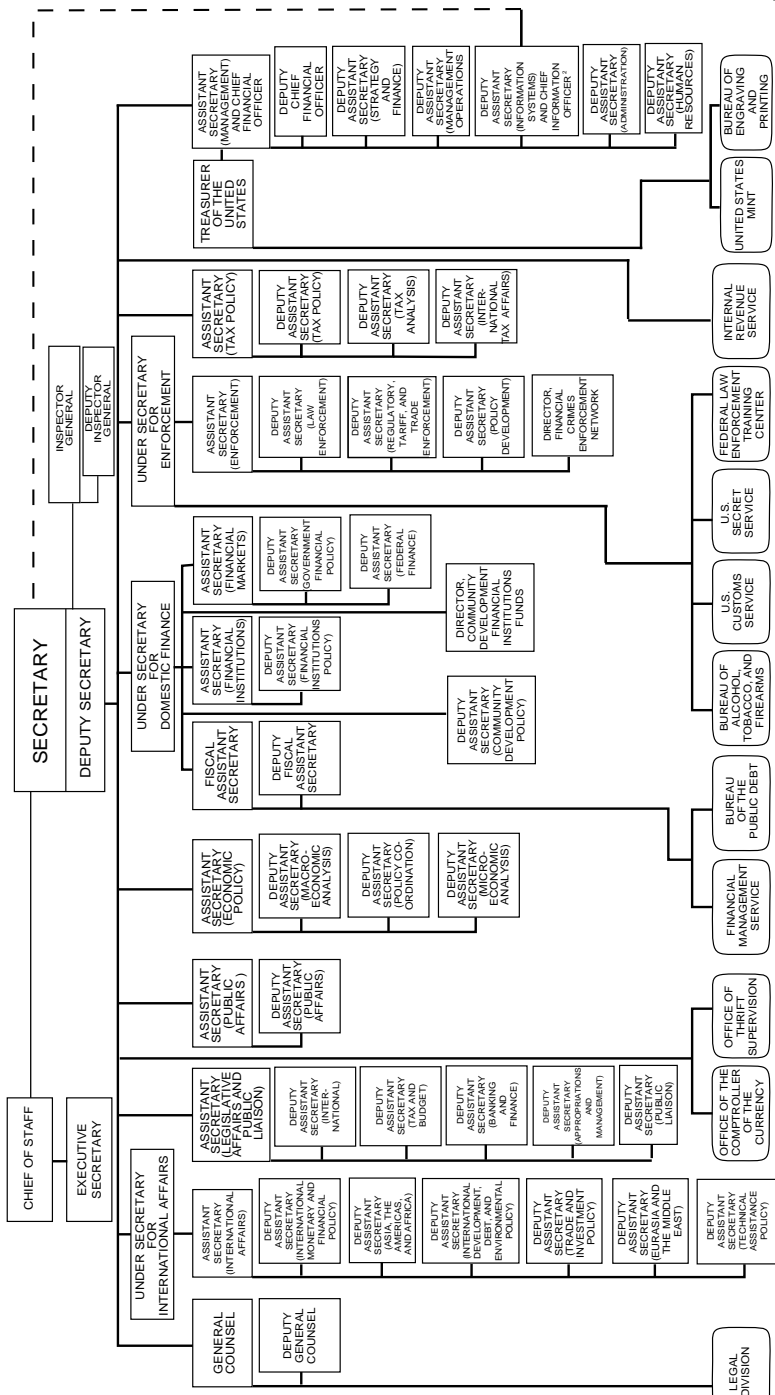 SECRETARY
DEPUTY SECRETARY
CHIEF OF STAFF
EXECUTIVE
SECRETARY
INSPECTOR
GENERAL
DEPUTY
INSPECTOR
GENERAL
GENERAL
COUNSEL
DEPUTY
GENERAL
COUNSEL
LEGAL
DIVISION
UNDER SECRETARY
FOR
INTERNATIONAL AFFAIRS
ASSISTANT
SECRETARY
(INTERNATIONAL
AFFAIRS)
DEPUTY
ASSISTANT
SECRETARY
(INTERNATIONAL
MONETARY AND
FINANCIAL
POLICY)
DEPUTY
ASSISTANT
SECRETARY
(ASIA, THE
AMERICAS,
AND AFRICA)
DEPUTY
ASSISTANT
SECRETARY
(INTERNATIONAL
DEVELOPMENT,
DEBT, AND
ENVIRONMENTAL
POLICY)
DEPUTY
ASSISTANT
SECRETARY
(TRADE AND
INVESTMENT
POLICY)
DEPUTY
ASSISTANT
SECRETARY
(EURASIA AND
THE MIDDLE
EAST)
DEPUTY
ASSISTANT
SECRETARY
(TECHNICAL
ASSISTANCE
POLICY)
ASSISTANT
SECRETARY
(LEGISLATIVE
AFFAIRS AND
PUBLIC
LIAISON)
DEPUTY
ASSISTANT
SECRETARY
(INTER-
NATIONAL)
DEPUTY
ASSISTANT
SECRETARY
(TAX AND
BUDGET)
DEPUTY
ASSISTANT
SECRETARY
(BANKING
AND
FINANCE)
DEPUTY
ASSISTANT
SECRETARY
(APPROPRIATIONS
AND
MANAGEMENT)
DEPUTY
ASSISTANT
SECRETARY
(PUBLIC
LIAISON)
OFFICE OF THE
COMPTROLLER
OF THE
CURRENCY
OFFICE OF
THRIFT
SUPERVISION
ASSISTANT
SECRETARY
(PUBLIC
AFFAIRS )
DEPUTY
ASSISTANT
SECRETARY
(PUBLIC
AFFAIRS)
ASSISTANT
SECRETARY
(ECONOMIC
POLICY)
DEPUTY
ASSISTANT
SECRETARY
(MACRO-
ECONOMIC
ANALYSIS)
DEPUTY
ASSISTANT
SECRETARY
(POLICY CO-
ORDINATION)
DEPUTY
ASSISTANT
SECRETARY
(MICRO-
ECONOMIC
ANALYSIS)
UNDER SECRETARY
FOR
DOMESTIC FINANCE
FISCAL
ASSISTANT
SECRETARY
DEPUTY
FISCAL
ASSISTANT
SECRETARY
FINANCIAL
MANAGEMENT
SERVICE
BUREAU
OF THE
PUBLIC DEBT
ASSISTANT
SECRETARY
(FINANCIAL
INSTITUTIONS)
DEPUTY
ASSISTANT
SECRETARY
(FINANCIAL
INSTITUTIONS
POLICY)
DEPUTY
ASSISTANT
SECRETARY
(COMMUNITY
DEVELOPMENT
POLICY)
ASSISTANT
SECRETARY
(FINANCIAL
MARKETS)
DEPUTY
ASSISTANT
SECRETARY
(GOVERNMENT
FINANCIAL
POLICY)
DEPUTY
ASSISTANT
SECRETARY
(FEDERAL
FINANCE)
DIRECTOR,
COMMUNITY
DEVELOPMENT
FINANCIAL
INSTITUTIONS
FUNDS
UNDER SECRETARY
FOR
ENFORCEMENT
ASSISTANT
SECRETARY
(ENFORCEMENT)
DEPUTY
ASSISTANT
SECRETARY
(LAW
ENFORCEMENT)
DEPUTY
ASSISTANT
SECRETARY
(REGULATORY,
TARIFF, AND
TRADE
ENFORCEMENT)
DEPUTY
ASSISTANT
SECRETARY
(POLICY
DEVELOPMENT)
DIRECTOR,
FINANCIAL
CRIMES
ENFORCEMENT
NETWORK
BUREAU OF
ALCOHOL,
TOBACCO, AND
FIREARMS
U.S.
CUSTOMS
SERVICE
U.S.
SECRET
SERVICE
FEDERAL LAW
ENFORCEMENT
TRAINING
CENTER
ASSISTANT
SECRETARY
(TAX POLICY)
DEPUTY
ASSISTANT
SECRETARY
(TAX POLICY)
DEPUTY
ASSISTANT
SECRETARY
(TAX
ANALYSIS)
DEPUTY
ASSISTANT
SECRETARY
(INTER-
NATIONAL
TAX AFFAIRS)
INTERNAL
REVENUE
SERVICE
TREASURER
OF THE
UNITED
STATES
UNITED STATES
MINT
BUREAU OF
ENGRAVING
AND
PRINTING
ASSISTANT
SECRETARY
(MANAGEMENT)
AND CHIEF
FINANCIAL
OFFICER
DEPUTY
CHIEF
FINANCIAL
OFFICER
DEPUTY
ASSISTANT
SECRETARY
(STRATEGY
AND
FINANCE)
DEPUTY
ASSISTANT
SECRETARY
(MANAGEMENT
OPERATIONS
DEPUTY
ASSISTANT
SECRETARY
(INFORMATION
SYSTEMS)
AND CHIEF
INFORMATION
OFFICER ²
DEPUTY
ASSISTANT
SECRETARY
(ADMINISTRATION)
DEPUTY
ASSISTANT
SECRETARY
(HUMAN
RESOURCES)